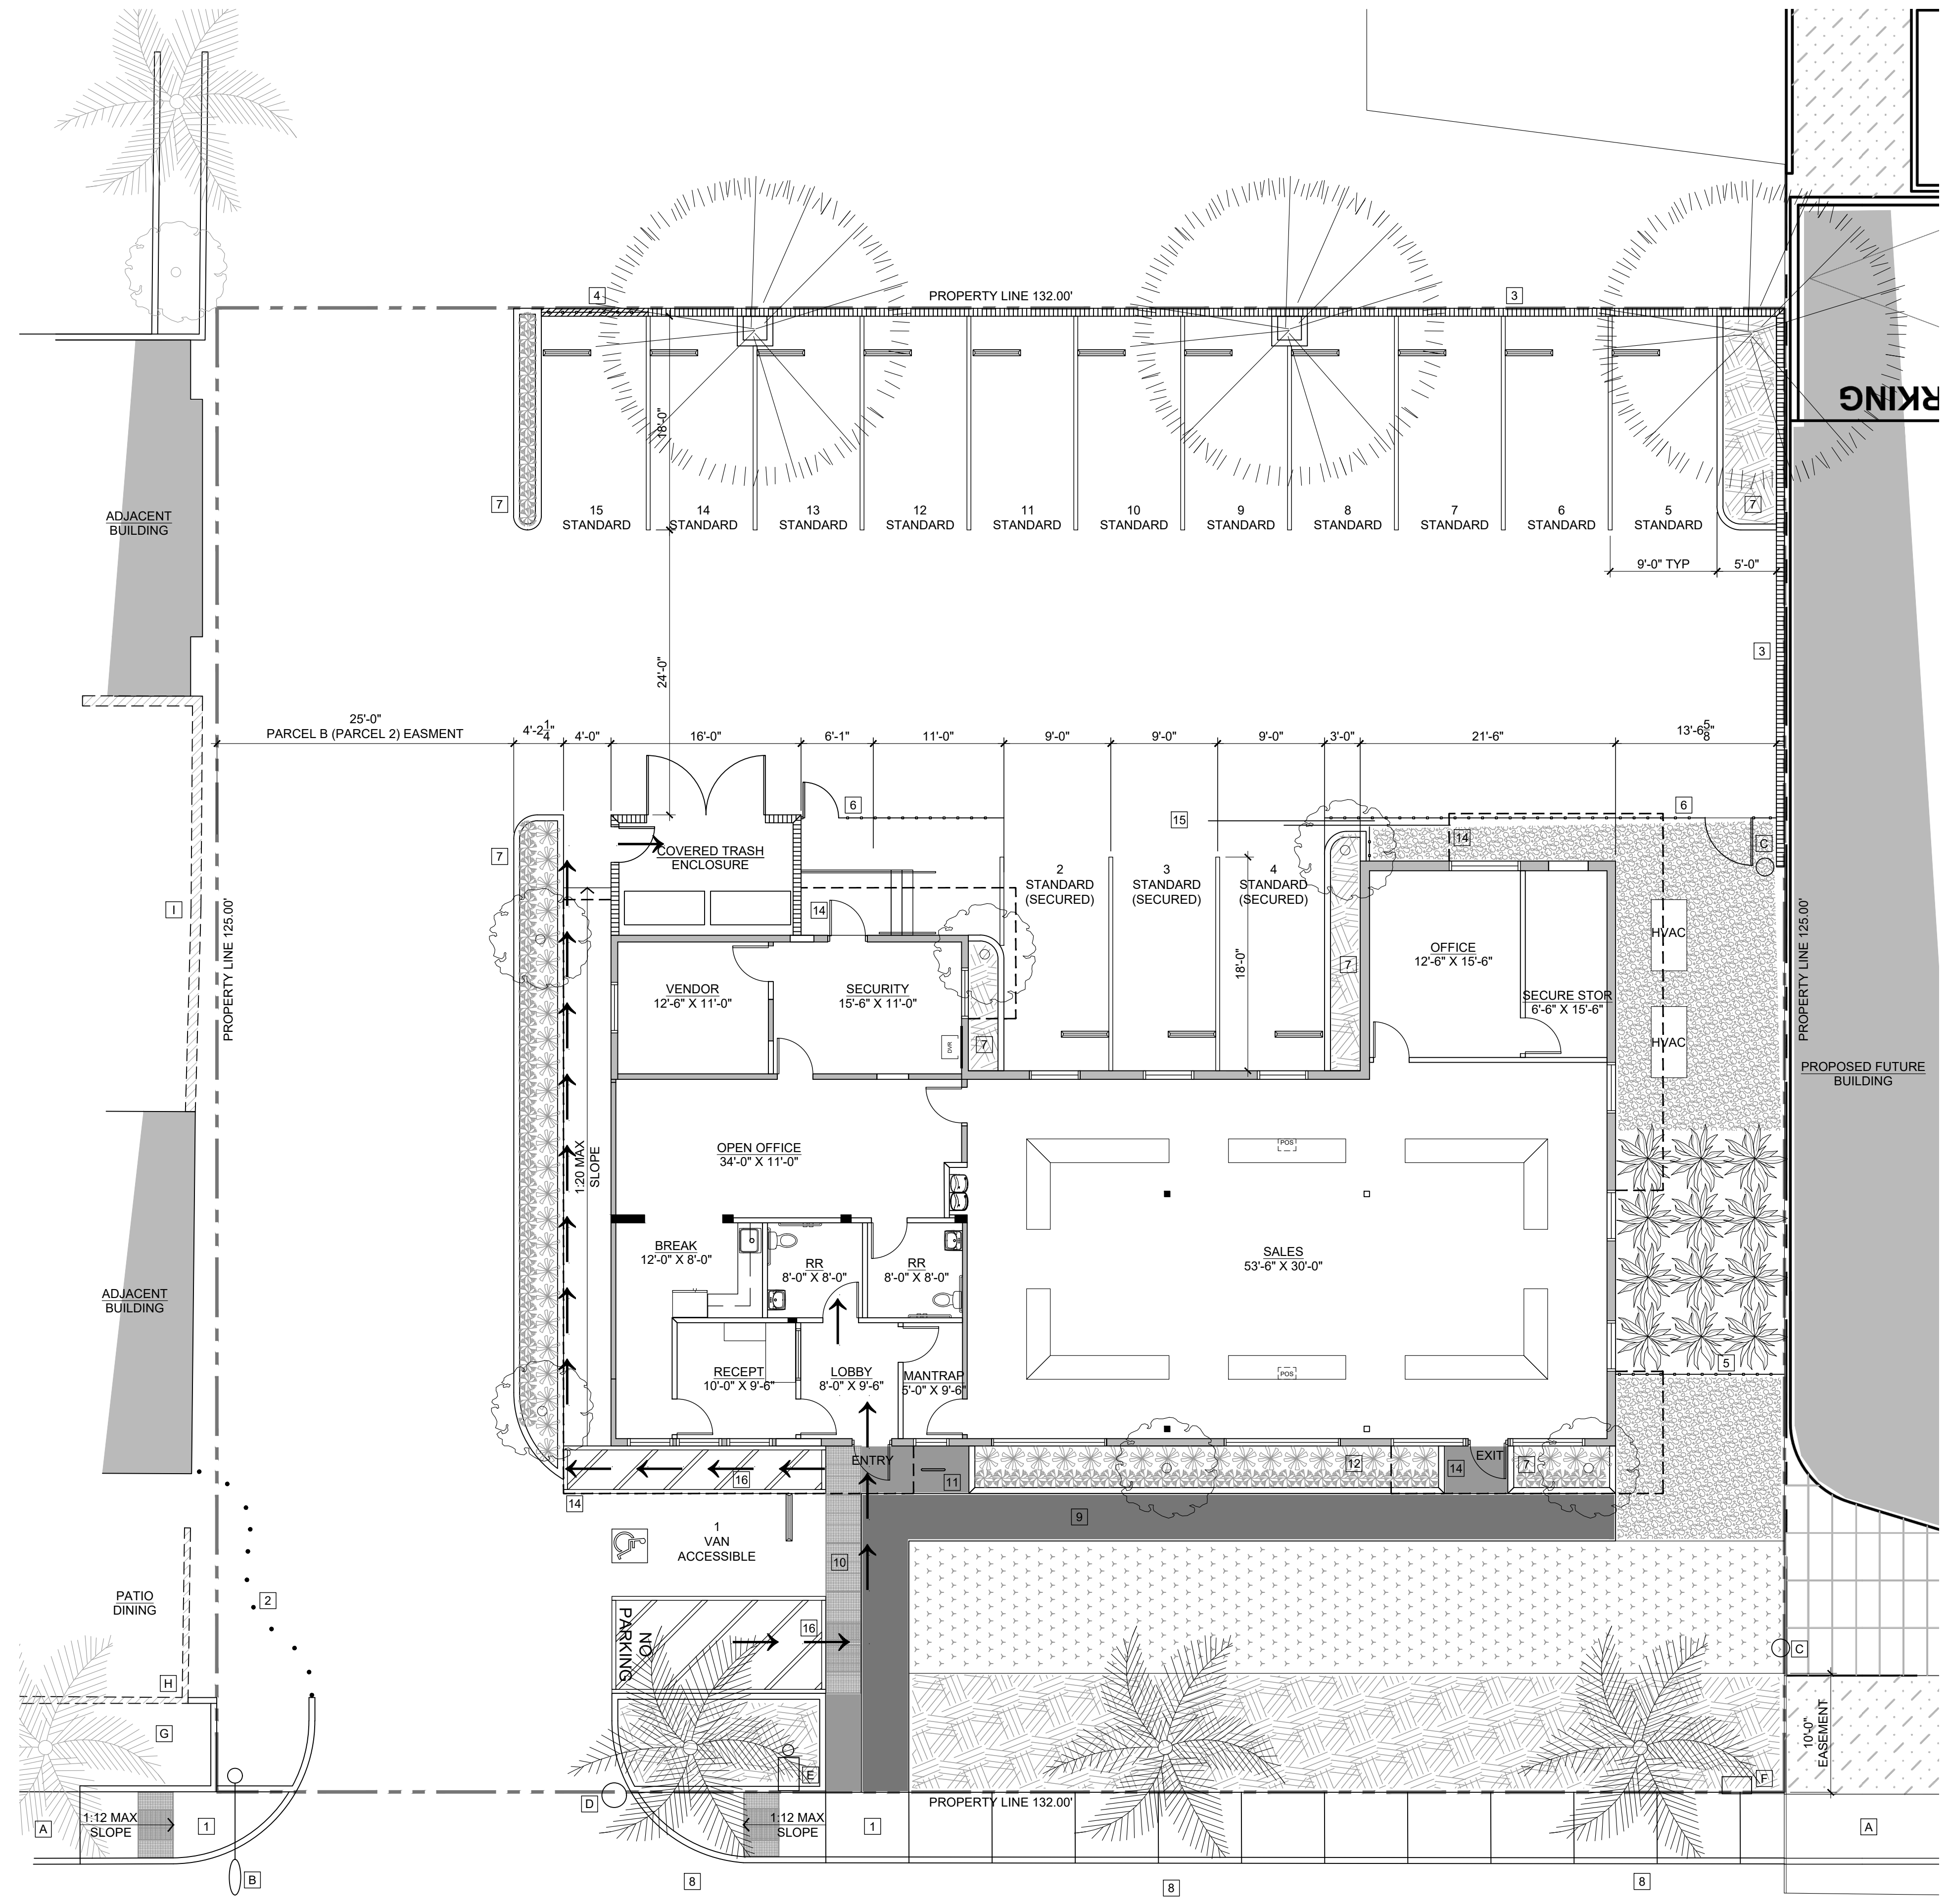 4
PROPERTY LINE 132.00'
3
RKING
18'-0"
ADJACENT
BUILDING
7
15
STANDARD
14
STANDARD
13
STANDARD
12
STANDARD
11
STANDARD
10
STANDARD
9
STANDARD
8
STANDARD
7
STANDARD
6
STANDARD
5
STANDARD
7
9'-0" TYP
5'-0"
24'-0"
3
25'-0"
PARCEL B (PARCEL 2) EASMENT
4'-2 1/4"
4'-0"
16'-0"
6'-1"
11'-0"
9'-0"
9'-0"
9'-0"
3'-0"
21'-6"
13'-6 5/8"
6
15
6
7
COVERED TRASH
ENCLOSURE
14
C
2
STANDARD
(SECURED)
3
STANDARD
(SECURED)
4
STANDARD
(SECURED)
I
PROPERTY LINE 125.00'
14
18'-0"
7
OFFICE
12'-6" X 15'-6"
HVAC
PROPERTY LINE 125.00'
VENDOR
12'-6" X 11'-0"
SECURITY
15'-6" X 11'-0"
SECURE STOR
6'-6" X 15'-6"
DVR
7
HVAC
PROPOSED FUTURE
BUILDING
1:20 MAX
SLOPE
OPEN OFFICE
34'-0" X 11'-0"
POS
BREAK
12'-0" X 8'-0"
RR
8'-0" X 8'-0"
RR
8'-0" X 8'-0"
SALES
53'-6" X 30'-0"
ADJACENT
BUILDING
RECEPT
10'-0" X 9'-6"
LOBBY
8'-0" X 9'-6"
MANTRAP
5'-0" X 9'-6"
POS
5
ENTRY
EXIT
16
11
12
14
7
14
9
1
VAN
ACCESSIBLE
10
PATIO
DINING
2
NO
PARKING
16
C
H
G
10'-0"
EASEMENT
E
F
D
PROPERTY LINE 132.00'
A
1:12 MAX
SLOPE
1
1:12 MAX
SLOPE
1
A
B
8
8
8